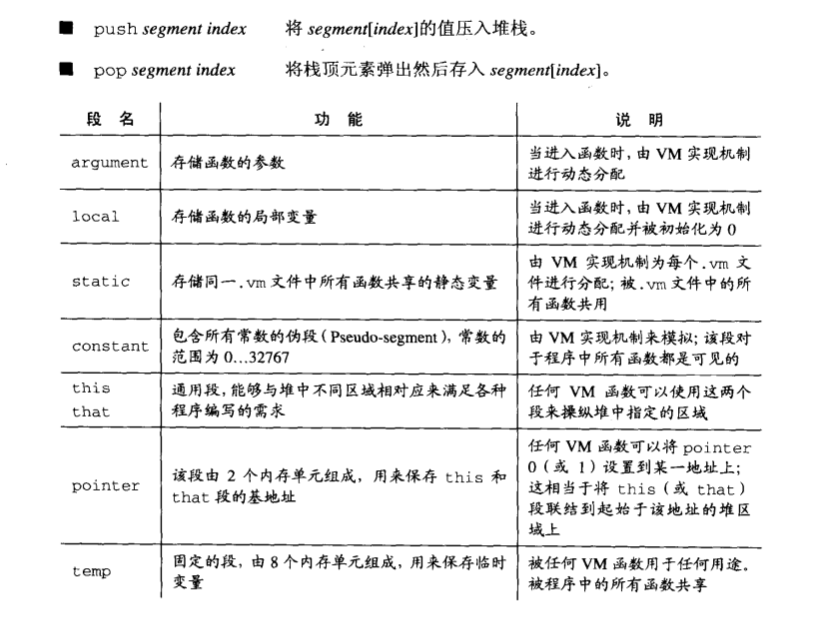 ■ push segment index 将 segment[index]的值压入堆栈。
■ pop segment index 将栈顶元素弹出然后存入 segment[index]。
段 名 功 能 说 明
argument 存储函数的参数 当进入函数时,由 VM 实现机制
进行动态分配
local 存储函数的局部变量 当进入函数时,由 VM 实现机制
进行动态分配并被初始化为 0
static 存储同一.vm 文件中所有函数共享的静态变量 由 VM 实现机制为每个.vm 文
件进行分配; 被.vm 文件中的所
有函数共用
constant 包含所有常数的伪段(Pseudo-segment), 常数的
范围为 0…32767 由 VM 实现机制来模拟; 该段对
于程序中所有函数都是可见的
this
that 通用段,能够与堆中不同区域相对应来满足各种
程序编写的需求 任何 VM 函数可以使用这两个
段来操纵堆中指定的区域
pointer 该段由 2 个内存单元组成, 用来保存 this 和
that 段的基地址 任何 VM 函数可以将 pointer
0(或 1)设置到某一地址上;
这相当于将 this(或 that)
段联结到起始于该地址的堆区
域上
temp 固定的段, 由 8 个内存单元组成, 用来保存临时
变量 被任何 VM 函数用于任何用途。
被程序中的所有函数共享